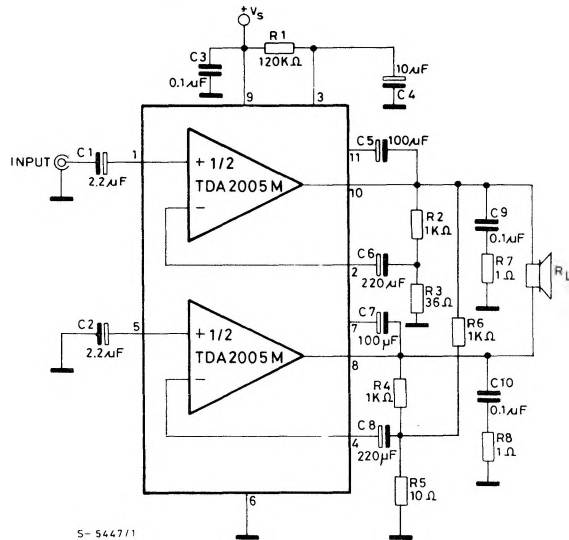 +Vs
R1
120KΩ
C3
0.1µF
10µF
C4
9
3
C5
100µF
11
INPUT
C1
2.2µF
1
+ 1/2
TDA2005M
−
10
R2
1KΩ
C9
0.1µF
R7
1Ω
RL
C6
220µF
2
R3
36Ω
C7
100µF
7
R6
1KΩ
C2
2.2µF
5
+ 1/2
TDA2005M
−
8
R4
1KΩ
C10
0.1µF
R8
1Ω
C8
220µF
4
R5
10Ω
6
S-5447/1